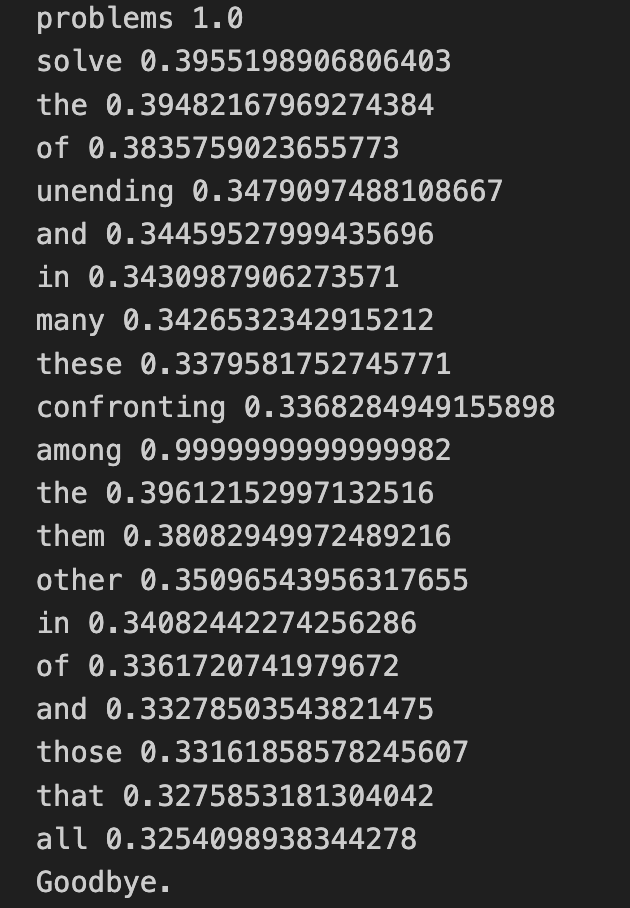 problems 1.0
solve 0.3955198906806403
the 0.39482167969274384
of 0.3835759023655773
unending 0.3479097488108667
and 0.34459527999435696
in 0.3430987906273571
many 0.3426532342915212
these 0.3379581752745771
confronting 0.3368284949155898
among 0.9999999999999982
the 0.39612152997132516
them 0.38082949972489216
other 0.35096543956317655
in 0.34082442274256286
of 0.3361720741979672
and 0.33278503543821475
those 0.33161858578245607
that 0.3275853181304042
all 0.3254098938344278
Goodbye.